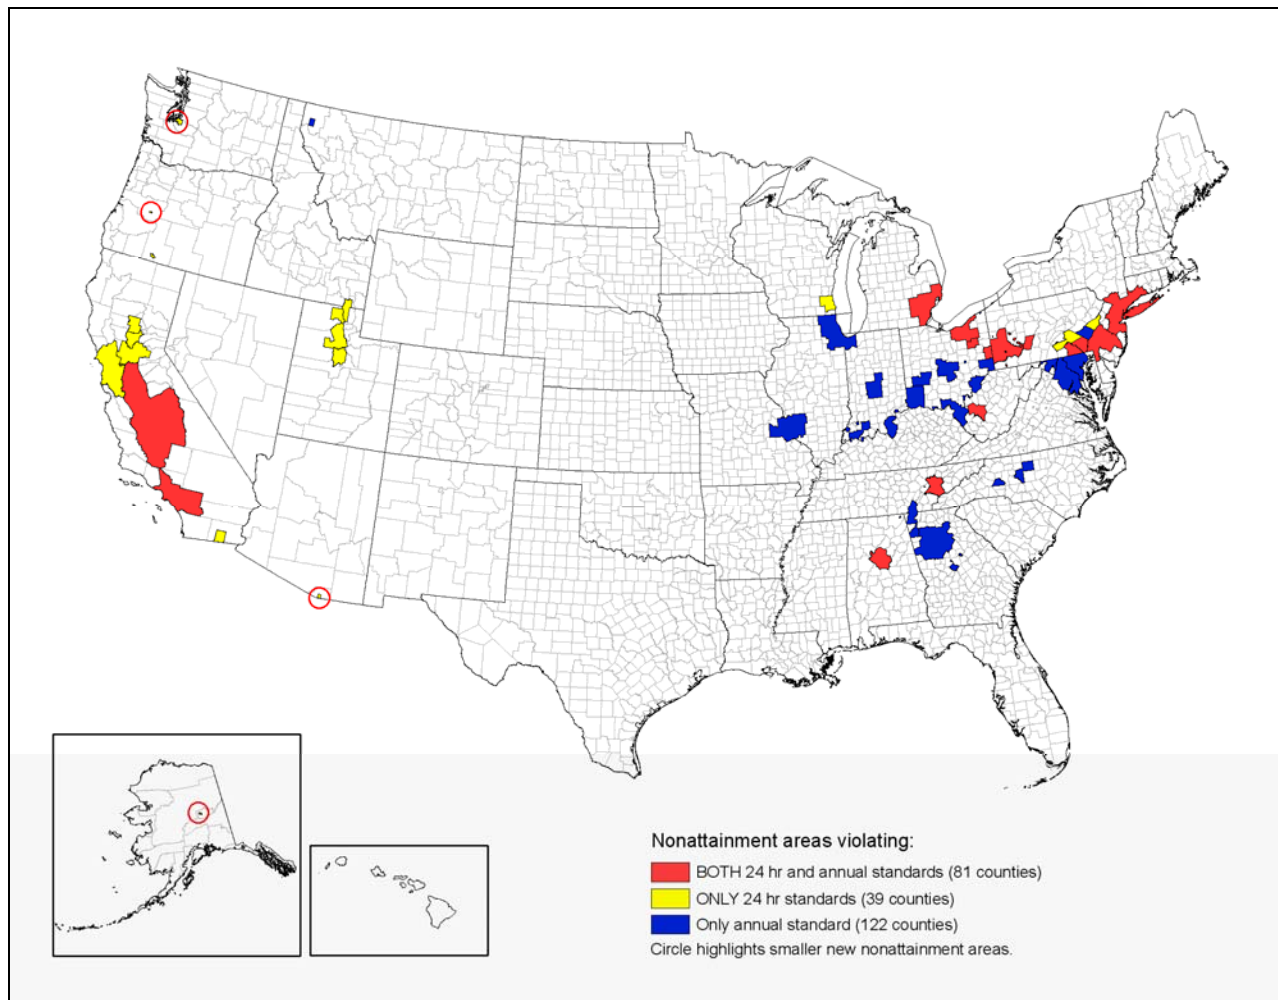 Nonattainment areas violating:
BOTH 24 hr and annual standards (81 counties)
ONLY 24 hr standards (39 counties)
Only annual standard (122 counties)
Circle highlights smaller new nonattainment areas.